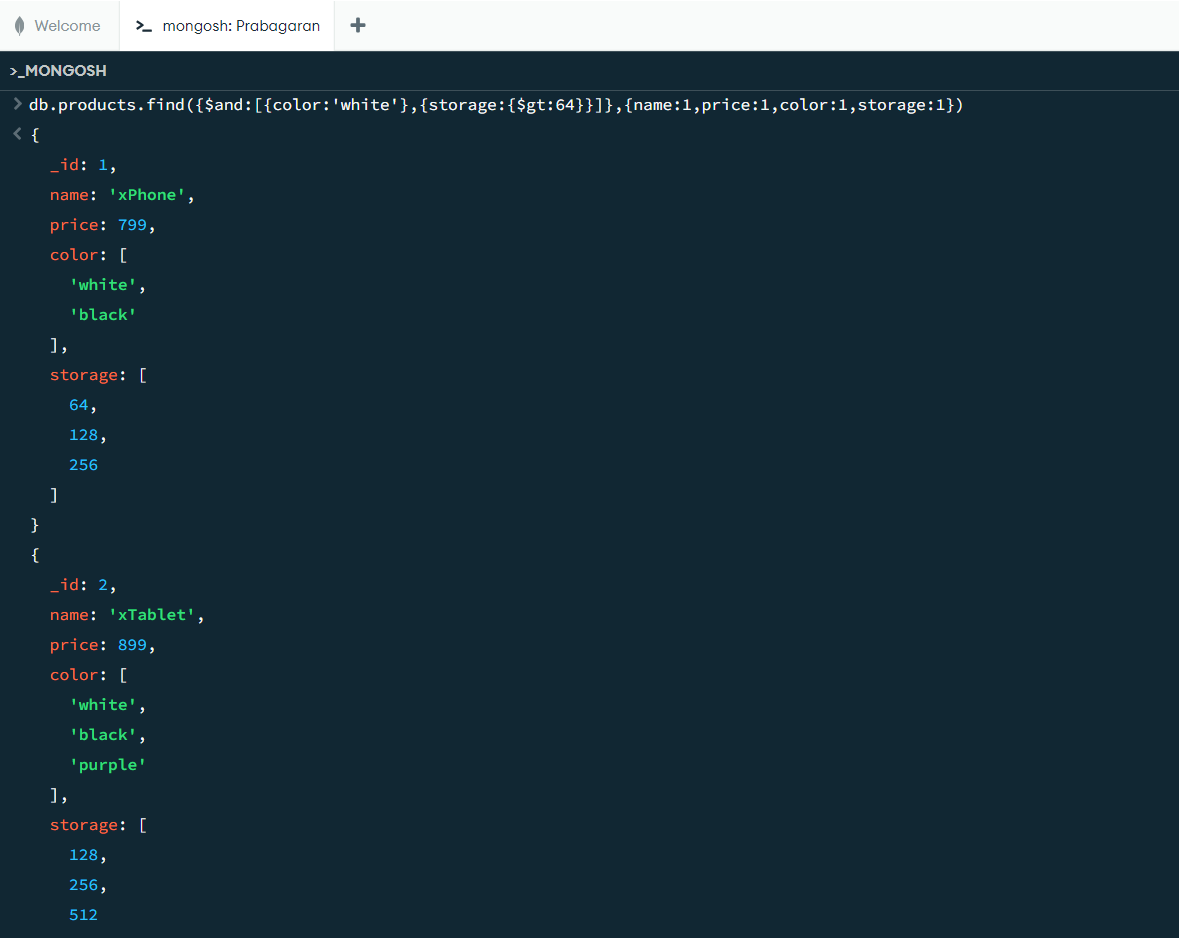 Welcome
>_ mongosh: Prabagaran +
>_MONGOSH
> db.products.find({$and:[{color:'white'},{storage:{$gt:64}}]},{name:1,price:1,color:1,storage:1})
< {
_id: 1,
name: 'xPhone',
price: 799,
color: [
'white',
'black'
],
storage: [
64,
128,
256
]
}
{
_id: 2,
name: 'xTablet',
price: 899,
color: [
'white',
'black',
'purple'
],
storage: [
128,
256,
512